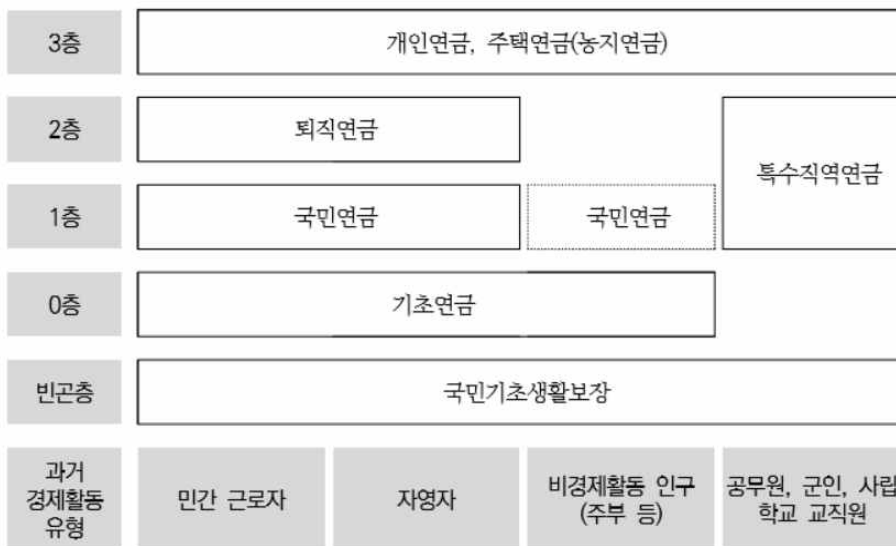 3층
개인연금, 주택연금(농지연금)
2층
퇴직연금
특수직역연금
1층
국민연금
국민연금
0층
기초연금
빈곤층
국민기초생활보장
과거
경제활동
유형
민간 근로자
자영자
비경제활동 인구
(주부 등)
공무원, 군인, 사립
학교 교직원